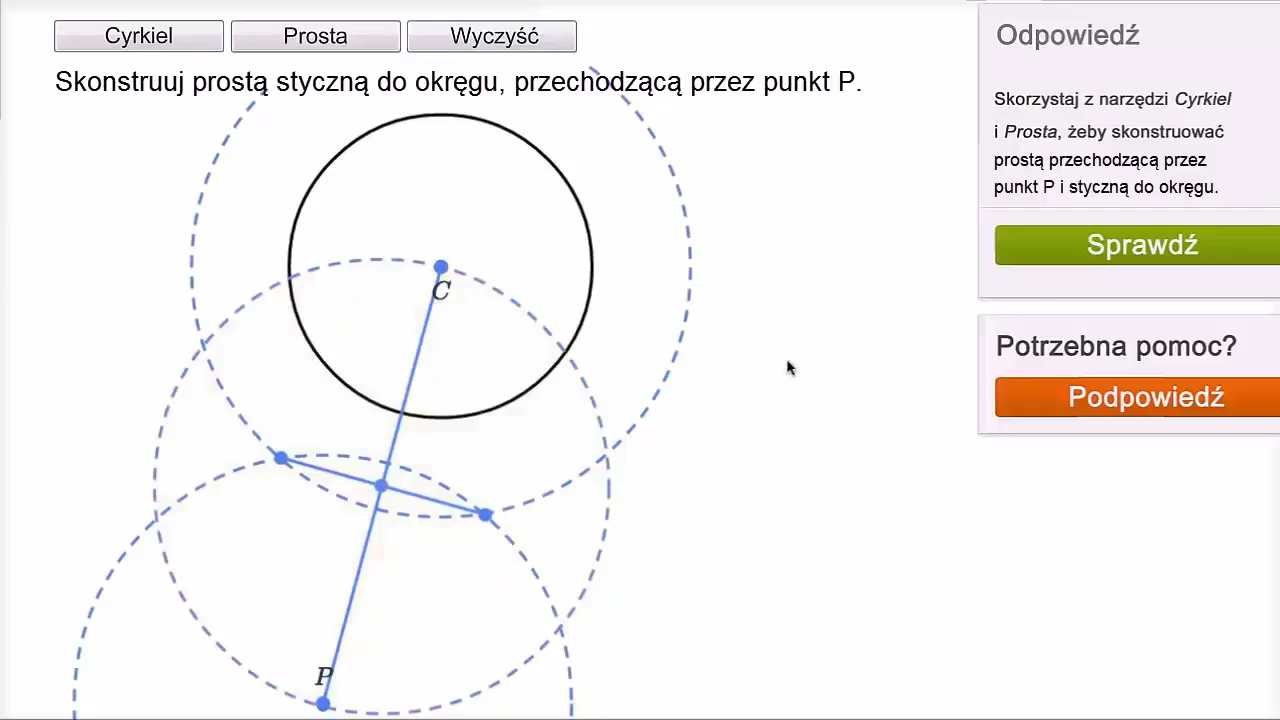 Cyrkiel
Prosta
Wyczyść
Skonstruuj prostą styczną do okręgu, przechodzącą przez punkt P.
C
P
Odpowiedź
Skorzystaj z narzędzi Cyrkiel
i Prosta, żeby skonstruować
prostą przechodzącą przez
punkt P i styczną do okręgu.
Sprawdź
Potrzebna pomoc?
Podpowiedź